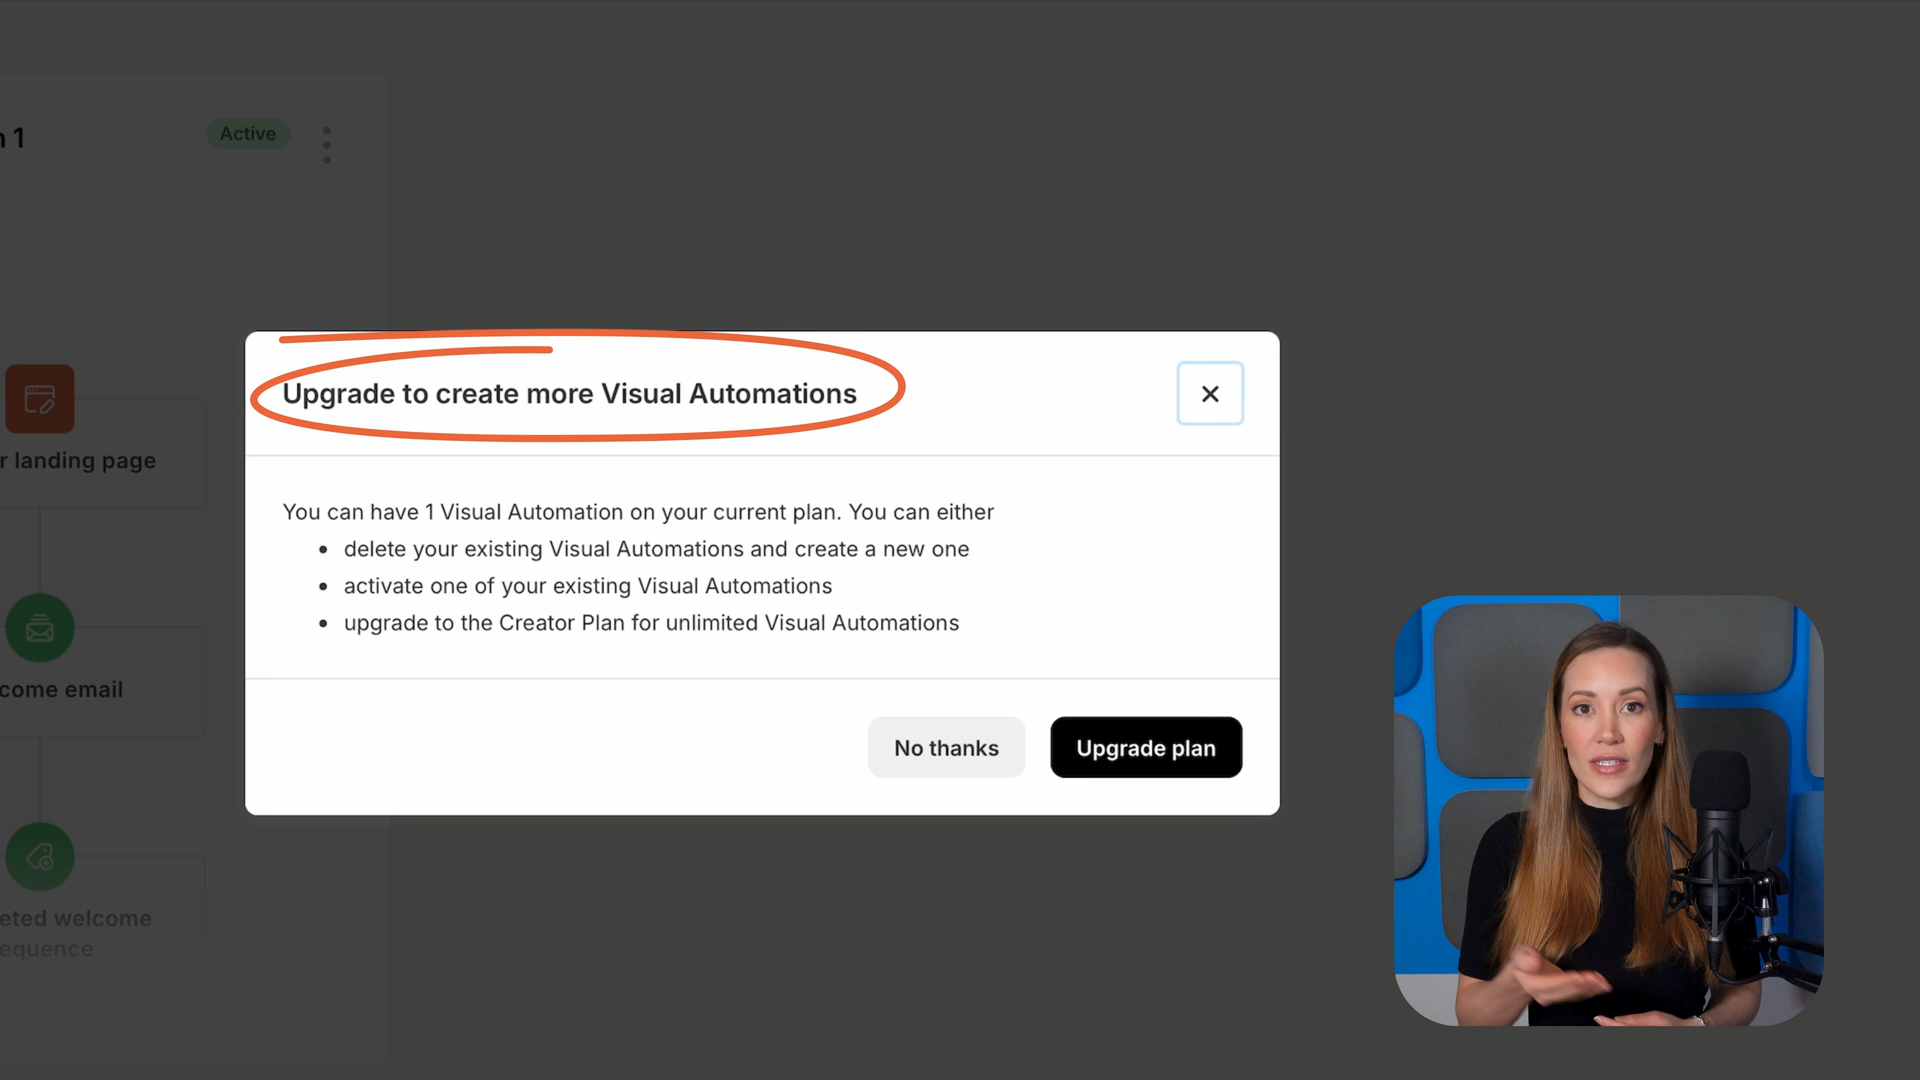 n 1
Active
r landing page
come email
eted welcome
equence
Upgrade to create more Visual Automations
You can have 1 Visual Automation on your current plan. You can either
• delete your existing Visual Automations and create a new one
• activate one of your existing Visual Automations
• upgrade to the Creator Plan for unlimited Visual Automations
No thanks
Upgrade plan